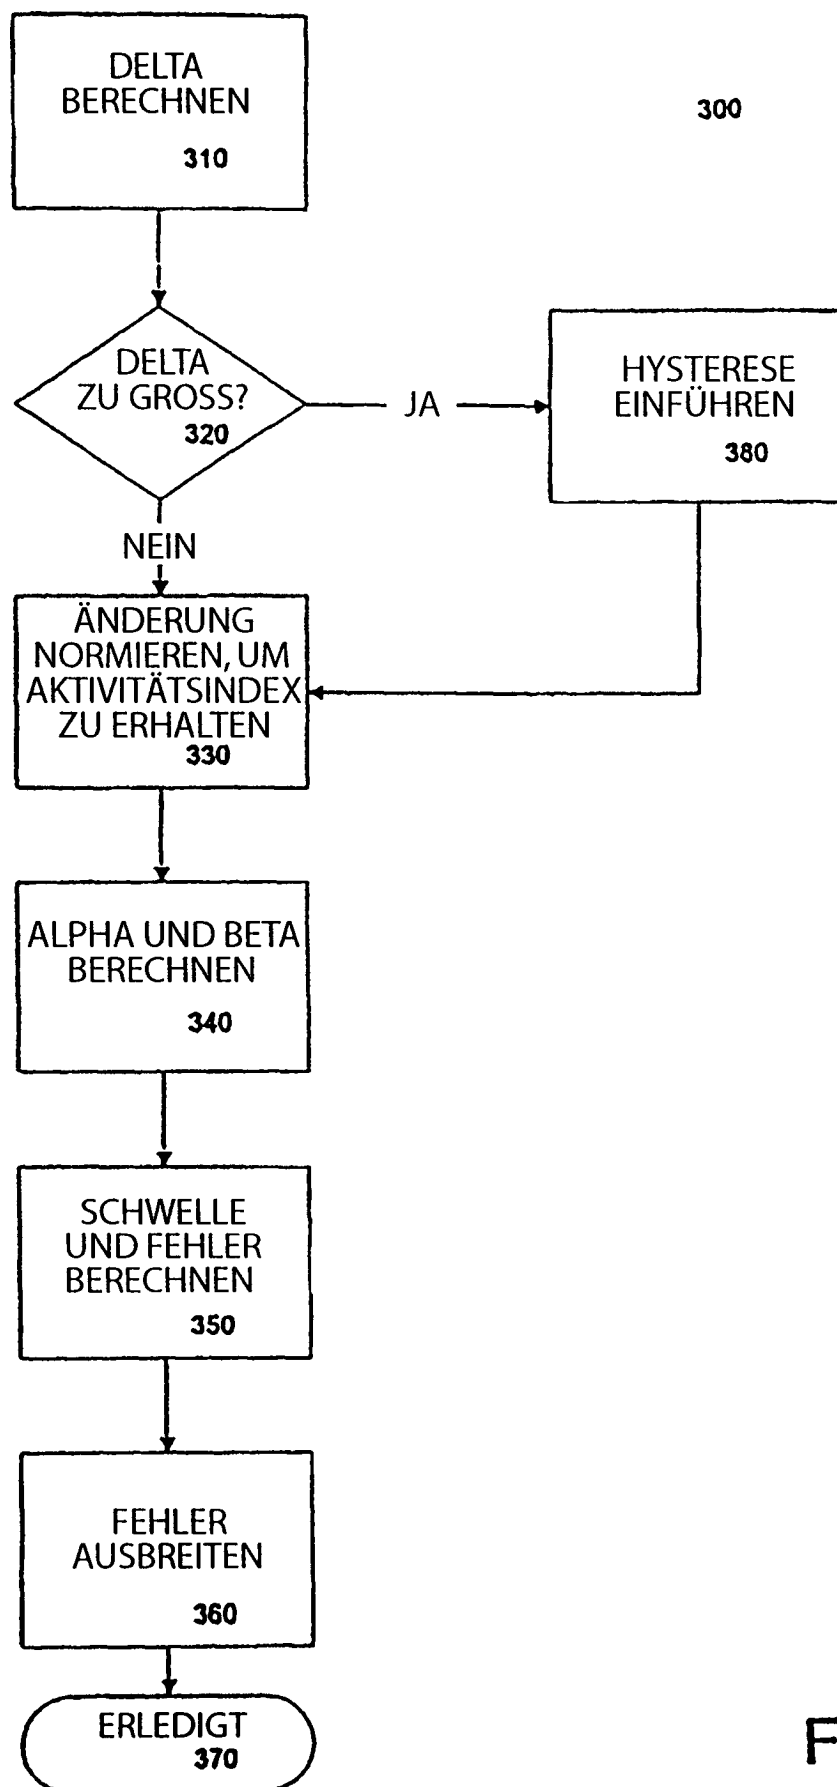 DELTA
BERECHNEN
310
300
DELTA
ZU GROSS?
320
JA
HYSTERESE
EINFÜHREN
380
NEIN
ÄNDERUNG
NORMIEREN, UM
AKTIVITÄTSINDEX
ZU ERHALTEN
330
ALPHA UND BETA
BERECHNEN
340
SCHWELLE
UND FEHLER
BERECHNEN
350
FEHLER
AUSBREITEN
360
ERLEDIGT
370
F